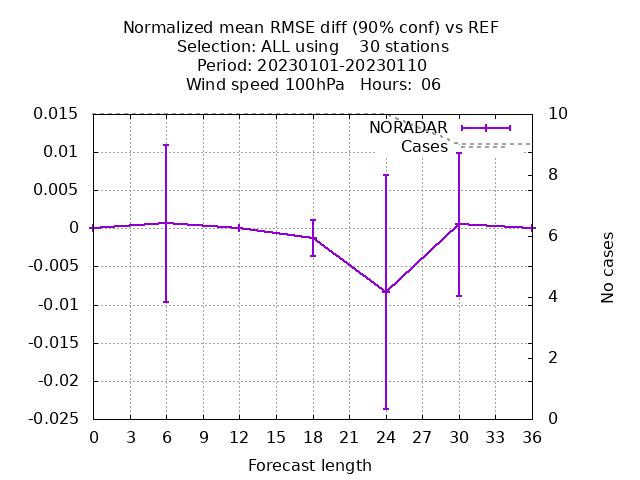 Normalized mean RMSE diff (90% conf) vs REF
Selection: ALL using    30 stations
Period: 20230101-20230110
Wind speed 100hPa   Hours:  06
NORADAR
Cases
0.015
0.01
0.005
0
-0.005
-0.01
-0.015
-0.02
-0.025
10
8
6
4
2
0
No cases
0 3 6 9 12 15 18 21 24 27 30 33 36
Forecast length